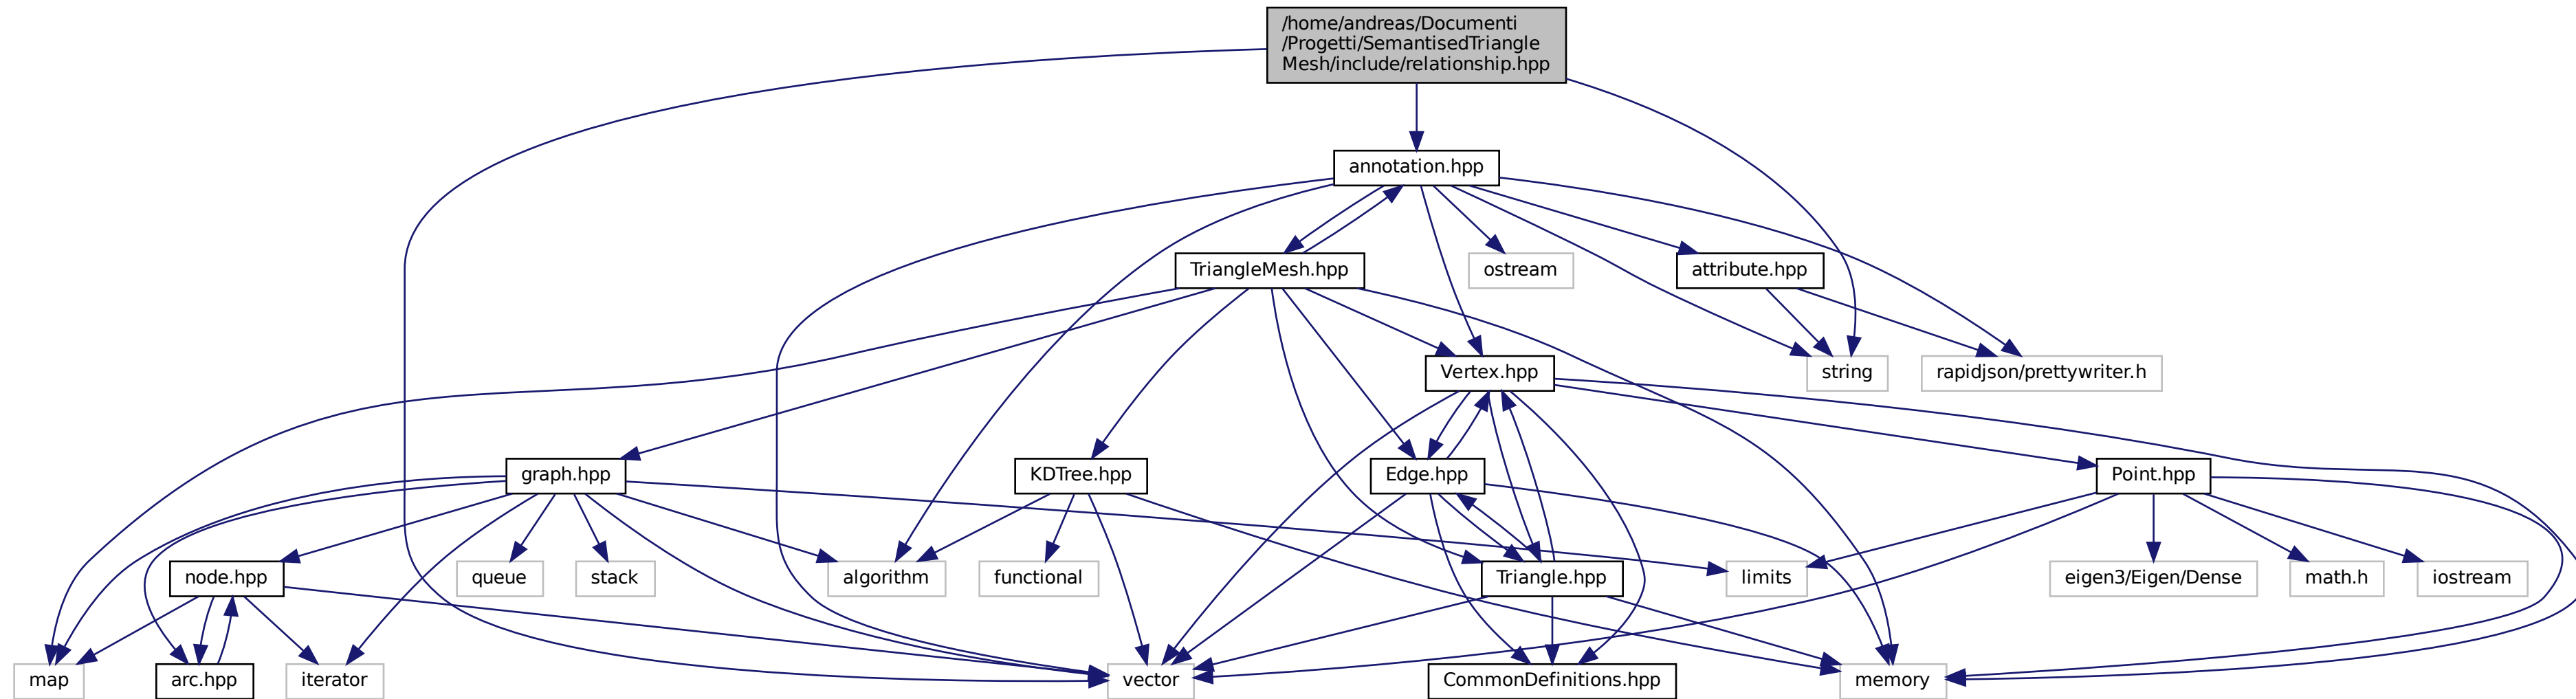 /home/andreas/Documenti
/Progetti/SemantisedTriangle
Mesh/include/relationship.hpp
annotation.hpp
TriangleMesh.hpp
ostream
attribute.hpp
Vertex.hpp
string
rapidjson/prettywriter.h
graph.hpp
KDTree.hpp
Edge.hpp
Point.hpp
node.hpp
queue
stack
algorithm
functional
Triangle.hpp
limits
eigen3/Eigen/Dense
math.h
iostream
map
arc.hpp
iterator
vector
CommonDefinitions.hpp
memory